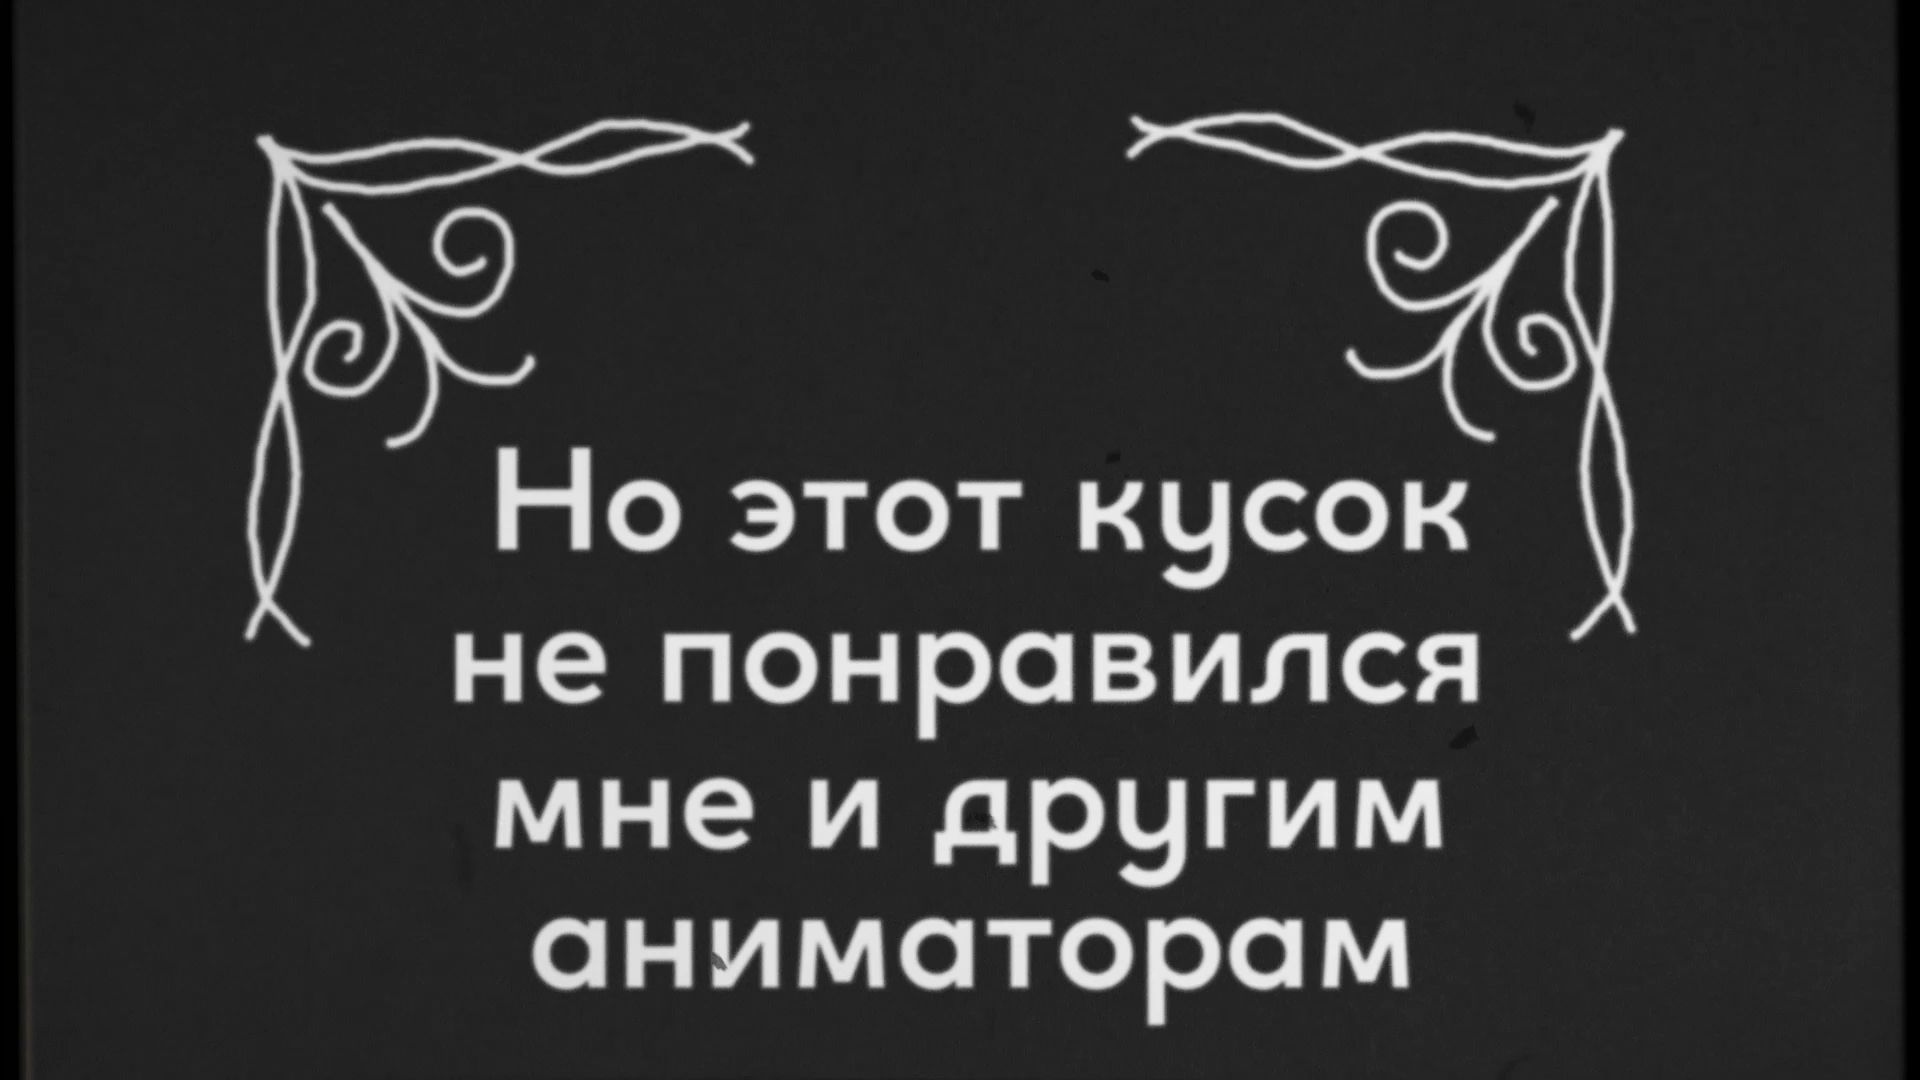 Но этот кусок
не понравился
мне и другим
аниматорам